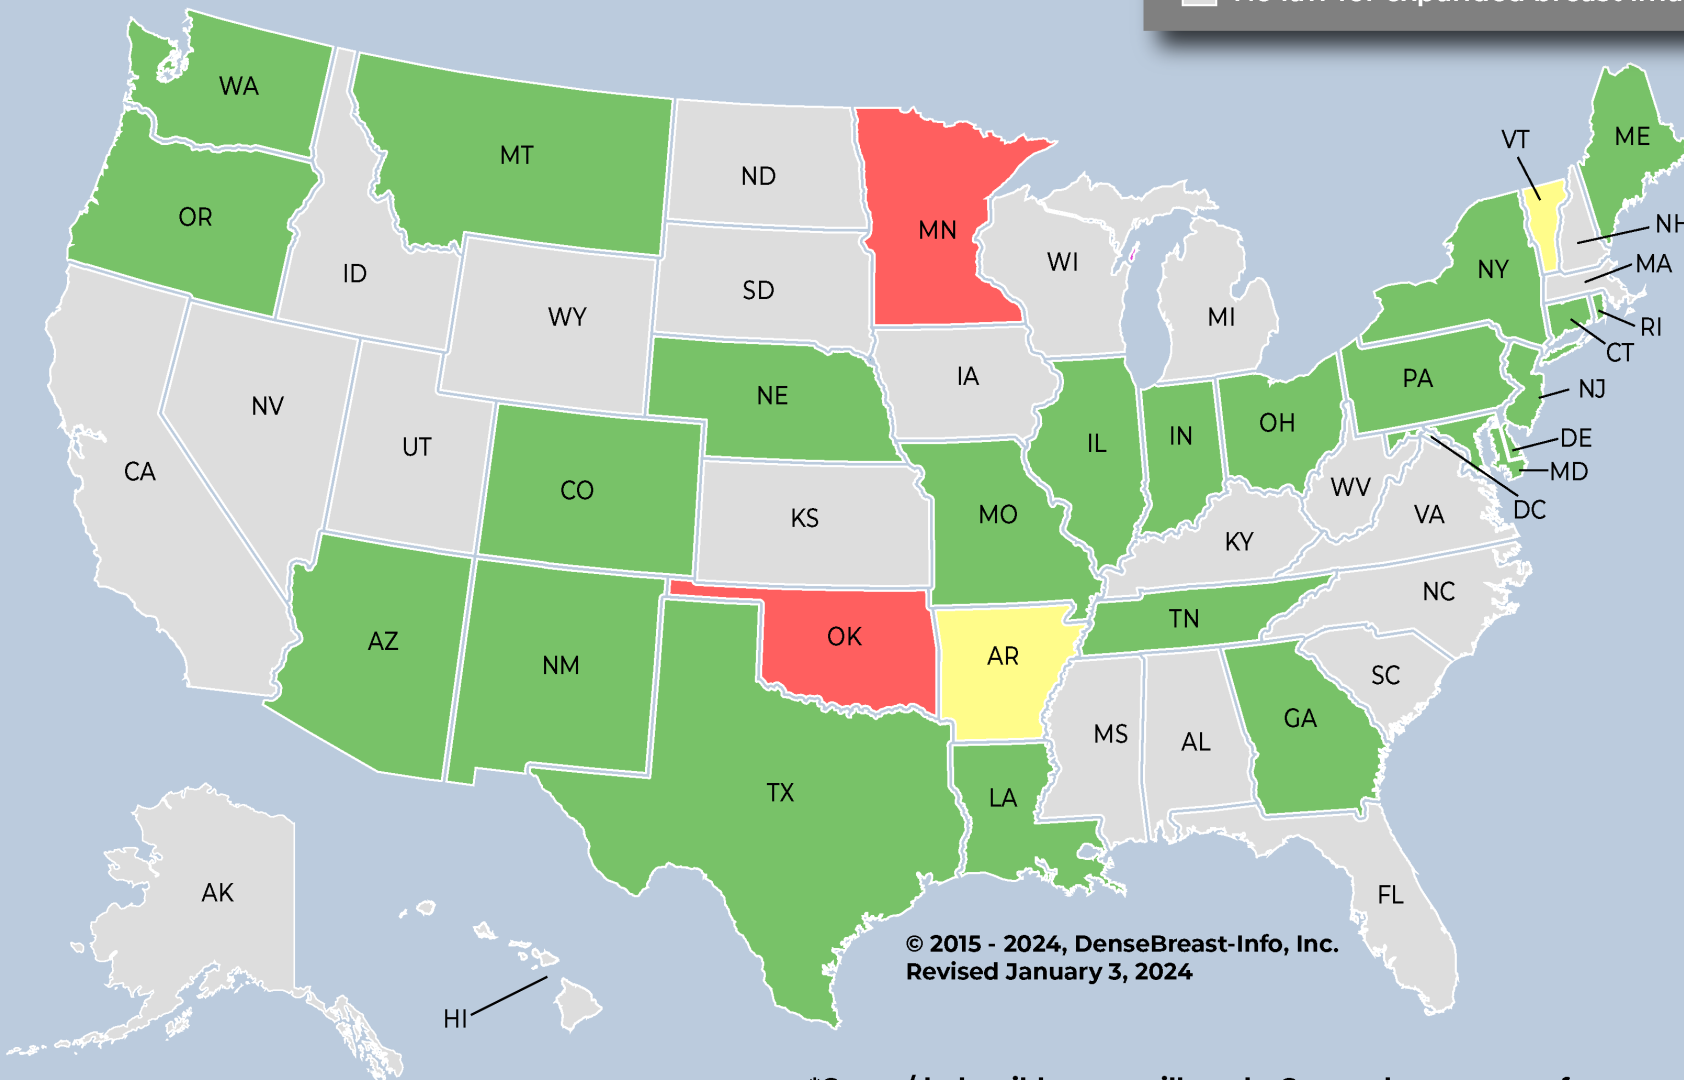 WA
MT
ND
MN
VT
ME
OR
ID
SD
WI
MI
NY
NH
MA
RI
CT
WY
NE
IA
PA
NJ
NV
UT
CO
KS
MO
IL
IN
OH
WV
DE
MD
DC
VA
CA
KY
NC
AZ
NM
OK
AR
TN
SC
TX
LA
MS
AL
GA
FL
AK
HI
© 2015 - 2024, DenseBreast-Info, Inc.
Revised January 3, 2024